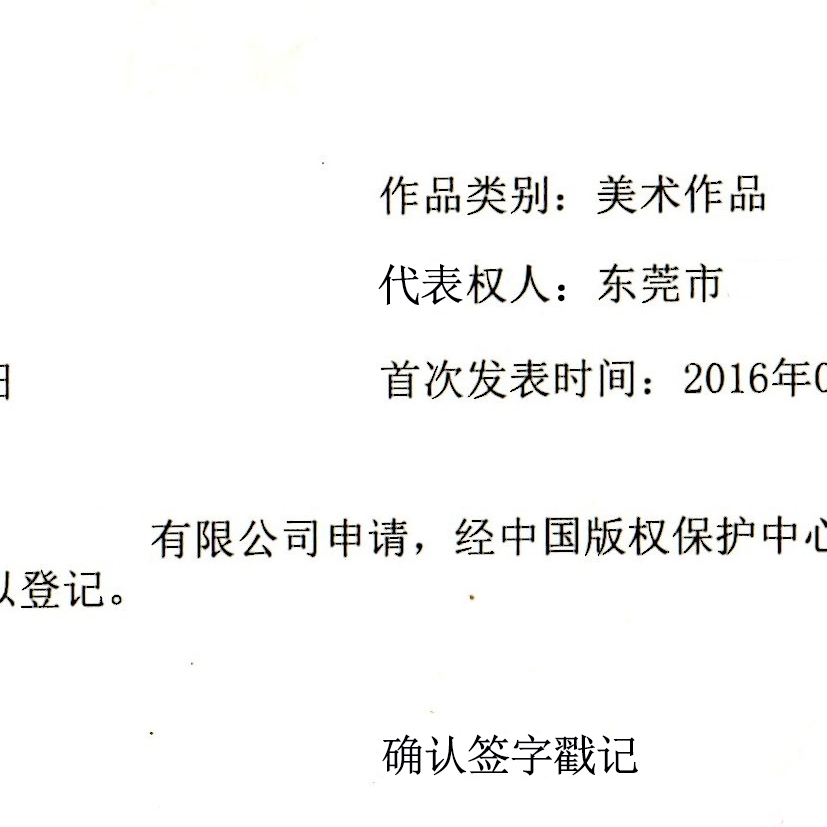 作品类别：美术作品
代表权人：东莞市
首次发表时间：2016年0
有限公司申请，经中国版权保护中心
以登记。
确认签字戳记